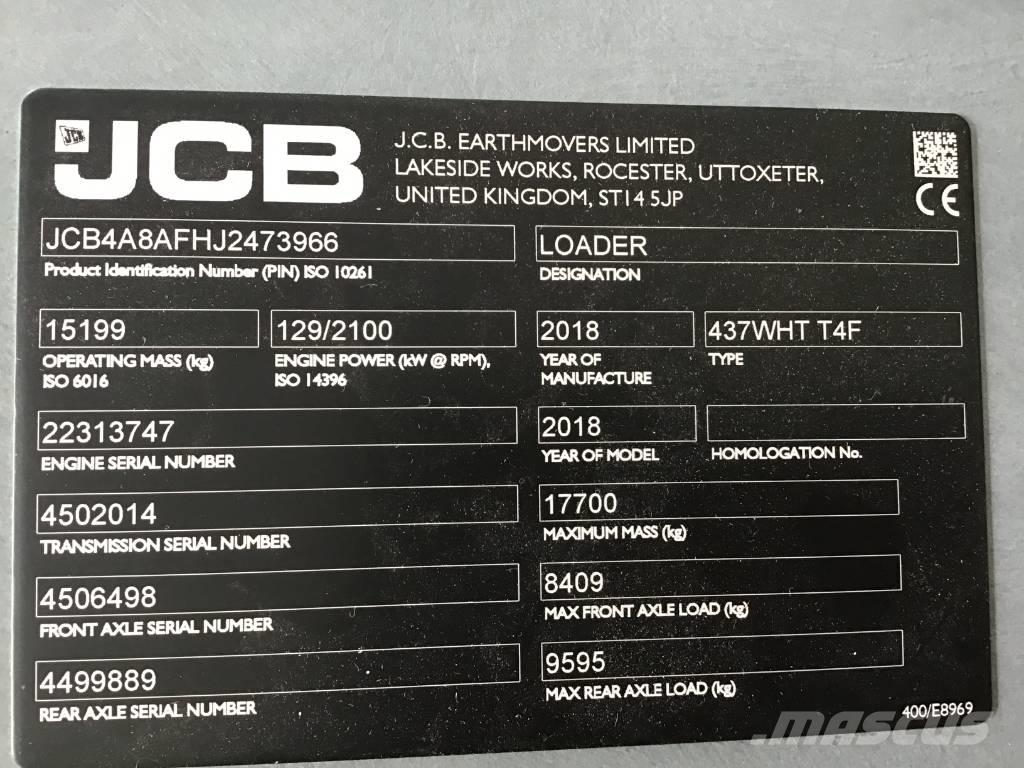 JCB JCB
J.C.B. EARTHMOVERS LIMITED
LAKESIDE WORKS, ROCESTER, UTTOXETER,
UNITED KINGDOM, ST14 5JP
CE
JCB4A8AFHJ2473966
Product Identification Number (PIN) ISO 10261
LOADER
DESIGNATION
15199
OPERATING MASS (kg)
ISO 6016
129/2100
ENGINE POWER (kW @ RPM),
ISO 14396
2018
YEAR OF
MANUFACTURE
437WHT T4F
TYPE
22313747
ENGINE SERIAL NUMBER
2018
YEAR OF MODEL
HOMOLOGATION No.
4502014
TRANSMISSION SERIAL NUMBER
17700
MAXIMUM MASS (kg)
4506498
FRONT AXLE SERIAL NUMBER
8409
MAX FRONT AXLE LOAD (kg)
4499889
REAR AXLE SERIAL NUMBER
9595
MAX REAR AXLE LOAD (kg)
400/E8969
MASCUS